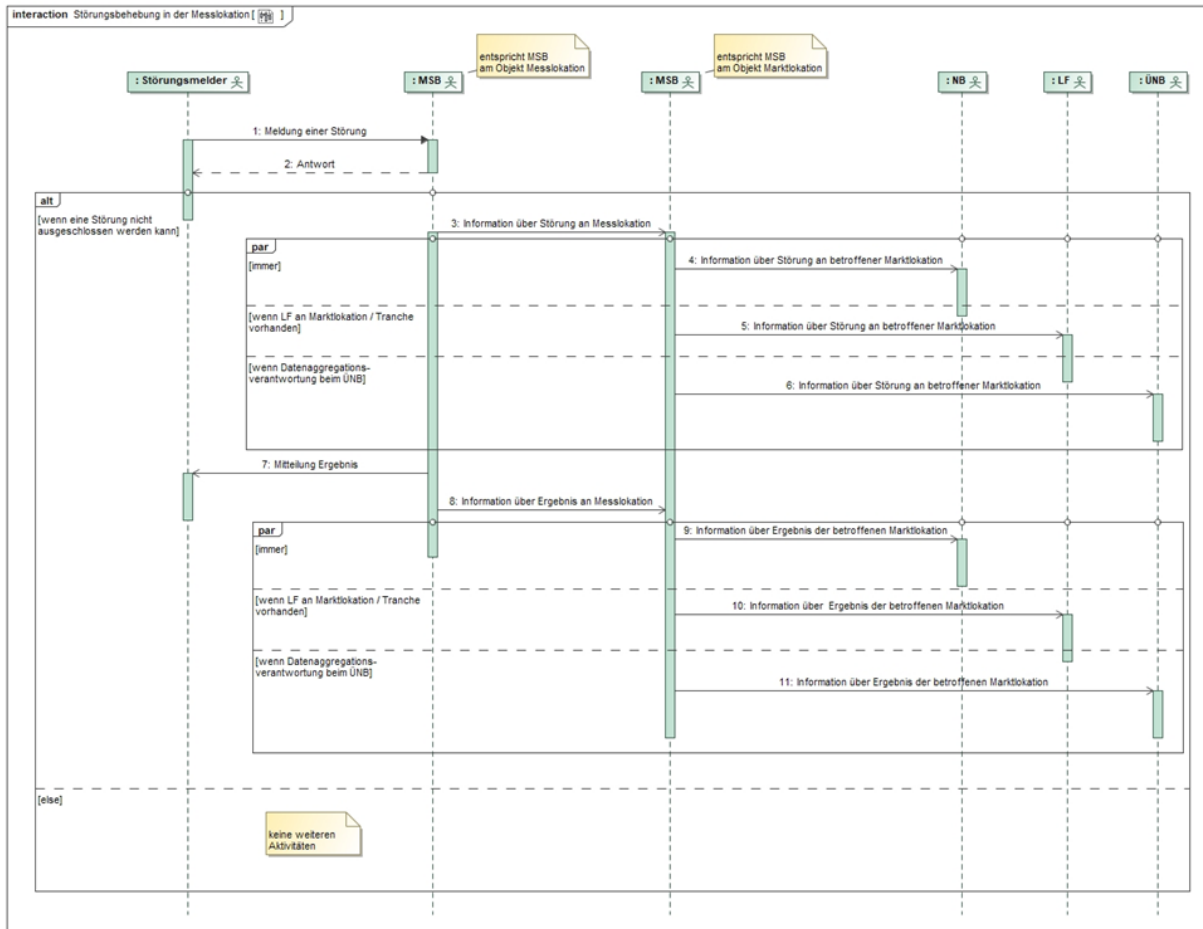 interaction Störungsbehebung in der Messlokation [ ]
entspricht MSB
am Objekt Messlokation
entspricht MSB
am Objekt Marktlokation
: Störungsmelder
: MSB
: MSB
: NB
: LF
: ÜNB
1: Meldung einer Störung
2: Antwort
alt
[wenn eine Störung nicht
ausgeschlossen werden kann]
3: Information über Störung an Messlokation
par
[immer]
4: Information über Störung an betroffener Marktlokation
[wenn LF an Marktlokation / Tranche
vorhanden]
5: Information über Störung an betroffener Marktlokation
[wenn Datenaggregations-
verantwortung beim ÜNB]
6: Information über Störung an betroffener Marktlokation
7: Mitteilung Ergebnis
8: Information über Ergebnis an Messlokation
par
[immer]
9: Information über Ergebnis der betroffenen Marktlokation
[wenn LF an Marktlokation / Tranche
vorhanden]
10: Information über Ergebnis der betroffenen Marktlokation
[wenn Datenaggregations-
verantwortung beim ÜNB]
11: Information über Ergebnis der betroffenen Marktlokation
[else]
keine weiteren
Aktivitäten